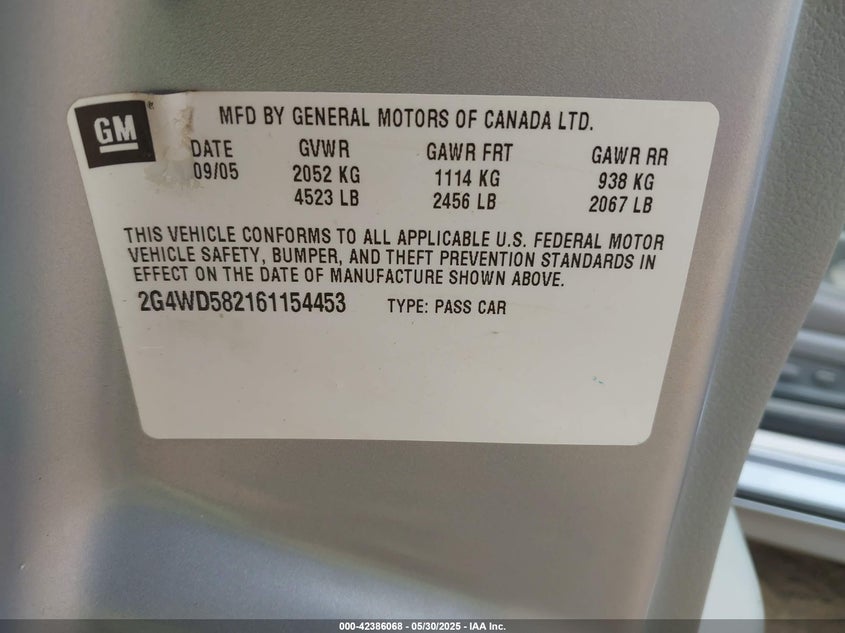 GM
MFD BY GENERAL MOTORS OF CANADA LTD.
DATE GVWR GAWR FRT GAWR RR
09/05 2052 KG 1114 KG 938 KG
4523 LB 2456 LB 2067 LB
THIS VEHICLE CONFORMS TO ALL APPLICABLE U.S. FEDERAL MOTOR
VEHICLE SAFETY, BUMPER, AND THEFT PREVENTION STANDARDS IN
EFFECT ON THE DATE OF MANUFACTURE SHOWN ABOVE.
2G4WD582161154453 TYPE: PASS CAR
000-42386068 - 05/30/2025 - IAA Inc.